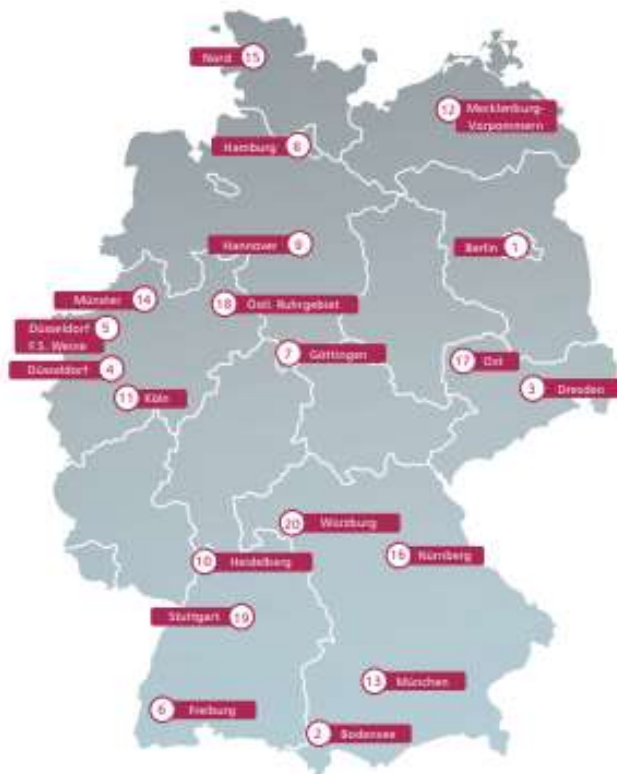 Nord 15
12 Mecklenburg-
Vorpommern
Hamburg 8
Hannover 9
Berlin 1
Münster 14
18 Östl. Ruhrgebiet
Düsseldorf 5
F.S. Weine
7 Göttingen
17 Ost
Düsseldorf 4
3 Dresden
11 Köln
20 Würzburg
10 Heidelberg
16 Nürnberg
Stuttgart 19
13 München
6 Freiburg
2 Bodensee